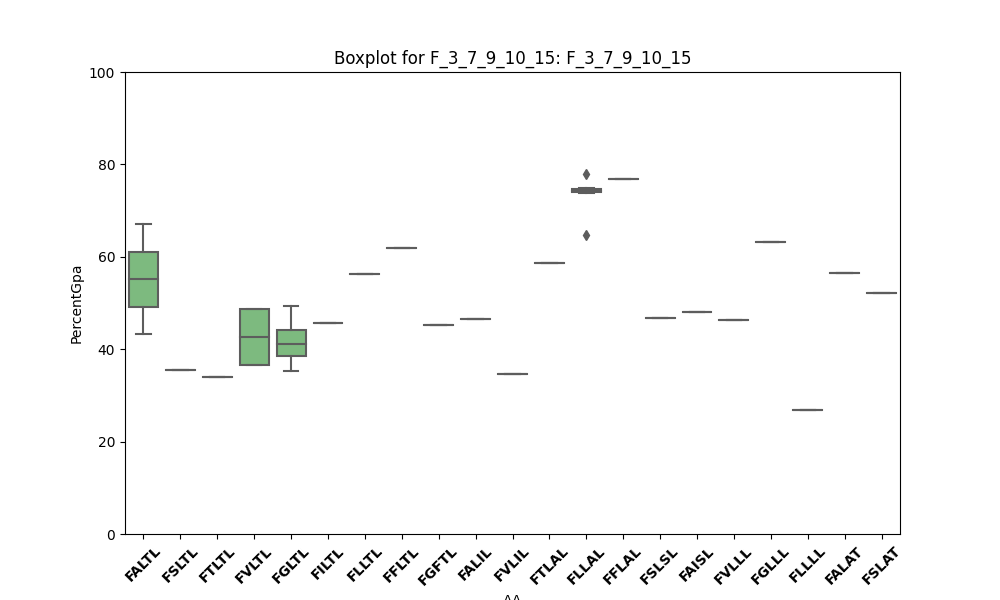 Boxplot for F_3_7_9_10_15: F_3_7_9_10_15
100
80
60
40
20
0
PercentGpa
FALTL
FSLTL
FTLTL
FVLTL
FGLTL
FILTL
FLLTL
FFLTL
FGFTL
FALIL
FVLIL
FTLAL
FLLAL
FFLAL
FSLSL
FAISL
FVLLL
FGLLL
FLLLL
FALAT
FSLAT
AA